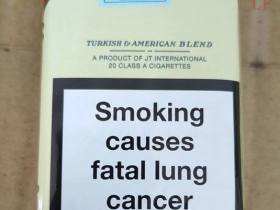 TURKISH & AMERICAN BLEND
A PRODUCT OF JT INTERNATIONAL
20 CLASS A CIGARETTES
Smoking
causes
fatal lung
cancer